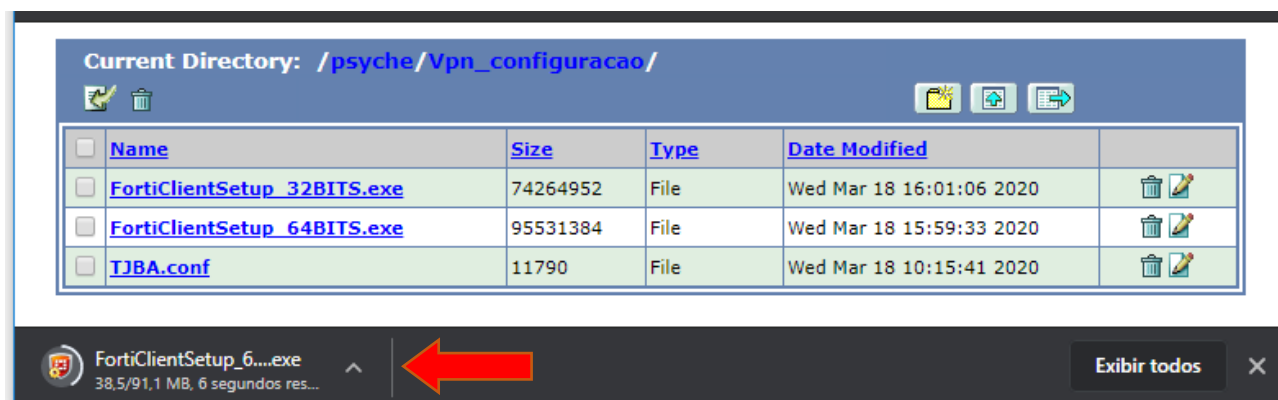 Current Directory: /psyche/Vpn_configuracao/
Name Size Type Date Modified
FortiClientSetup_32BITS.exe 74264952 File Wed Mar 18 16:01:06 2020
FortiClientSetup_64BITS.exe 95531384 File Wed Mar 18 15:59:33 2020
TJBA.conf 11790 File Wed Mar 18 10:15:41 2020
FortiClientSetup_6....exe
38,5/91,1 MB, 6 segundos res...
Exibir todos